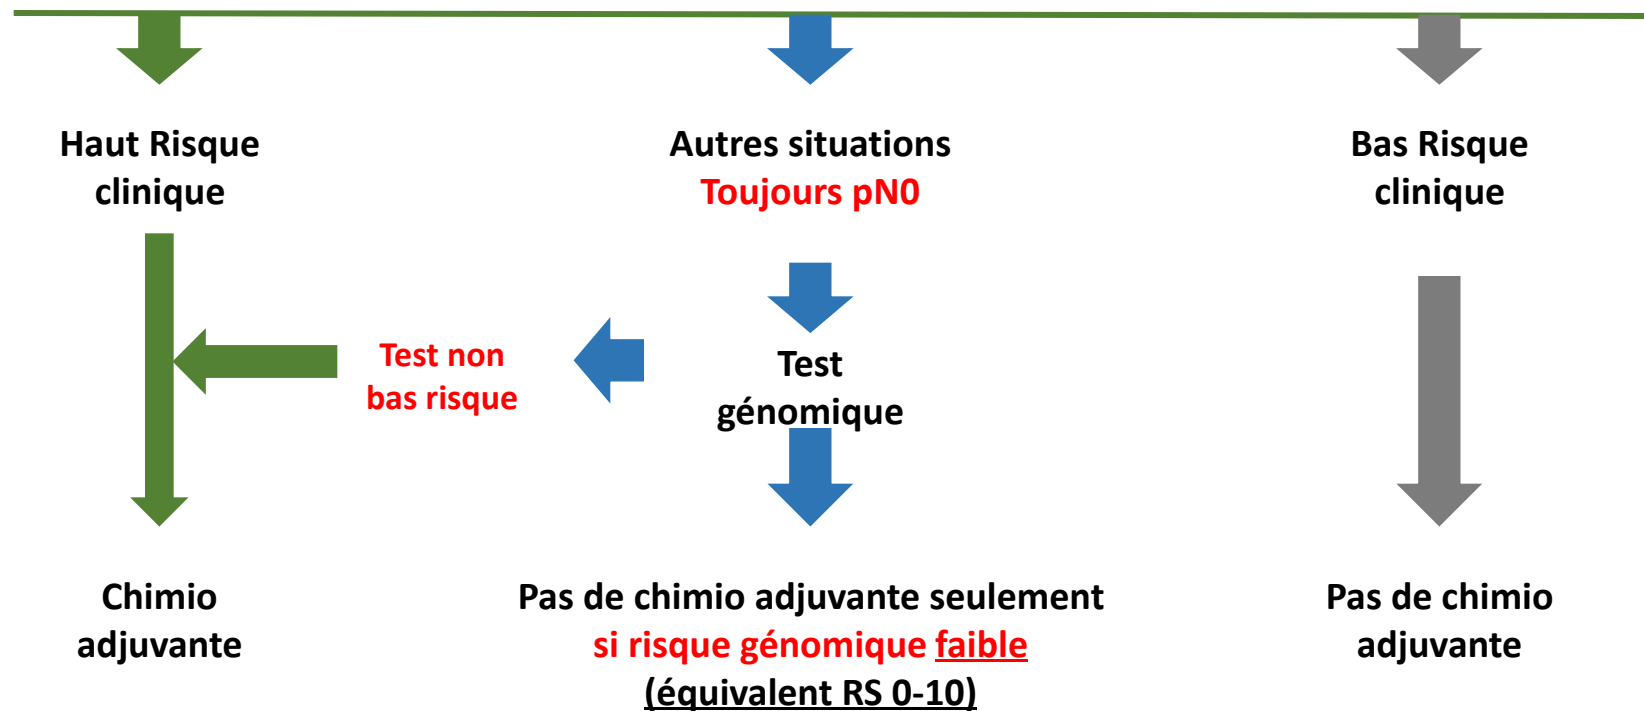 Haut Risque
clinique
Autres situations
Toujours pN0
Bas Risque
clinique
Test non
bas risque
Test
génomique
Chimio
adjuvante
Pas de chimio adjuvante seulement
si risque génomique faible
(équivalent RS 0-10)
Pas de chimio
adjuvante